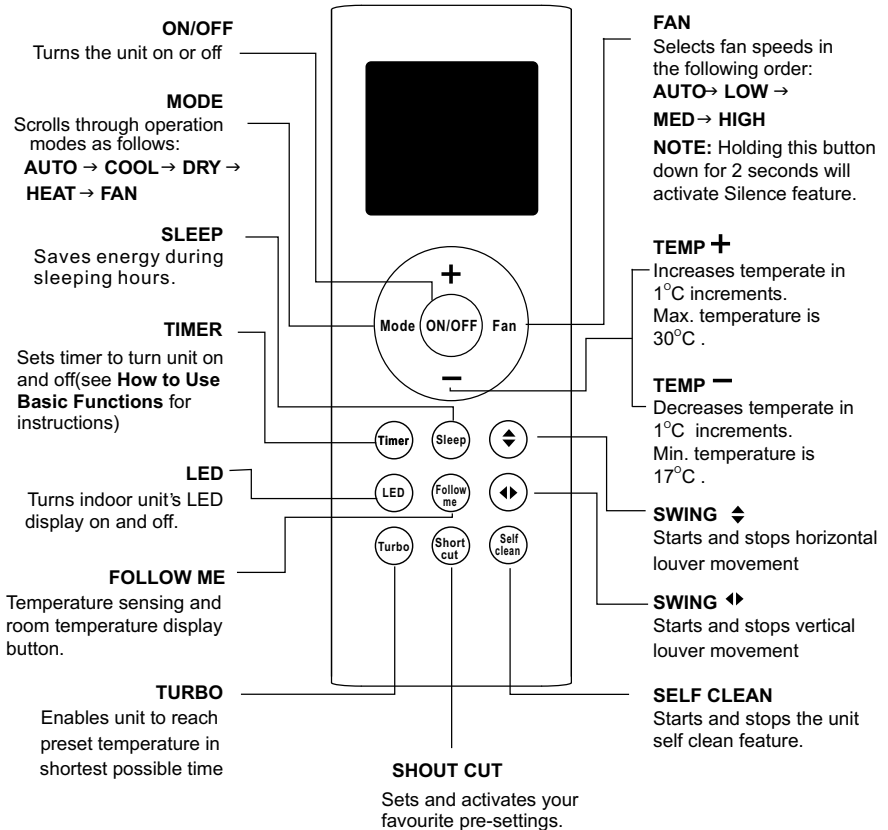 ON/OFF
Turns the unit on or off
MODE
Scrolls through operation
modes as follows:
AUTO → COOL → DRY →
HEAT → FAN
SLEEP
Saves energy during
sleeping hours.
TIMER
Sets timer to turn unit on
and off(see How to Use
Basic Functions for
instructions)
LED
Turns indoor unit's LED
display on and off.
FOLLOW ME
Temperature sensing and
room temperature display
button.
TURBO
Enables unit to reach
preset temperature in
shortest possible time
+
Mode ON/OFF Fan
−
Timer Sleep
LED Follow
me
Turbo Short
cut Self
clean
SHOUT CUT
Sets and activates your
favourite pre-settings.
FAN
Selects fan speeds in
the following order:
AUTO→ LOW →
MED→ HIGH
NOTE: Holding this button
down for 2 seconds will
activate Silence feature.
TEMP +
Increases temperate in
1°C increments.
Max. temperature is
30°C .
TEMP −
Decreases temperate in
1°C increments.
Min. temperature is
17°C .
SWING
Starts and stops horizontal
louver movement
SWING
Starts and stops vertical
louver movement
SELF CLEAN
Starts and stops the unit
self clean feature.